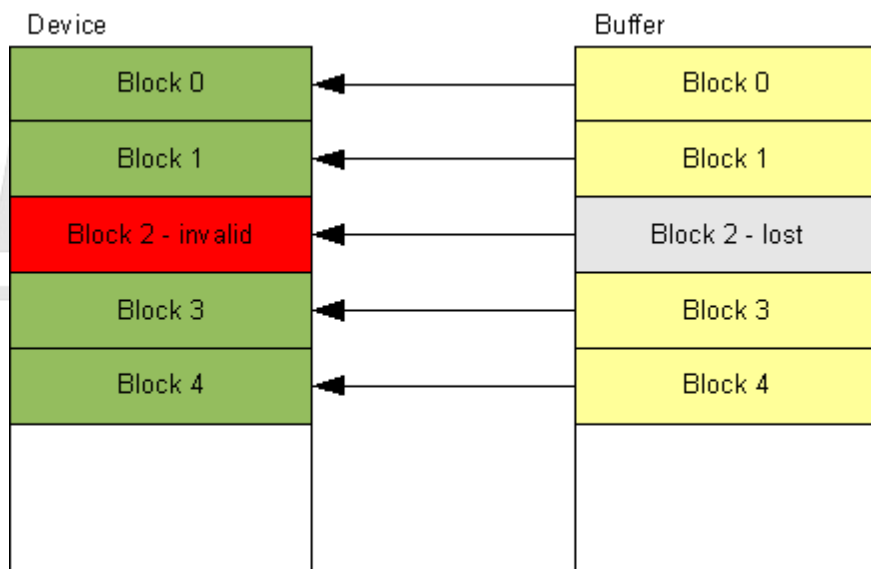 Device Buffer
Block 0 Block 0
Block 1 Block 1
Block 2 - invalid Block 2 - lost
Block 3 Block 3
Block 4 Block 4